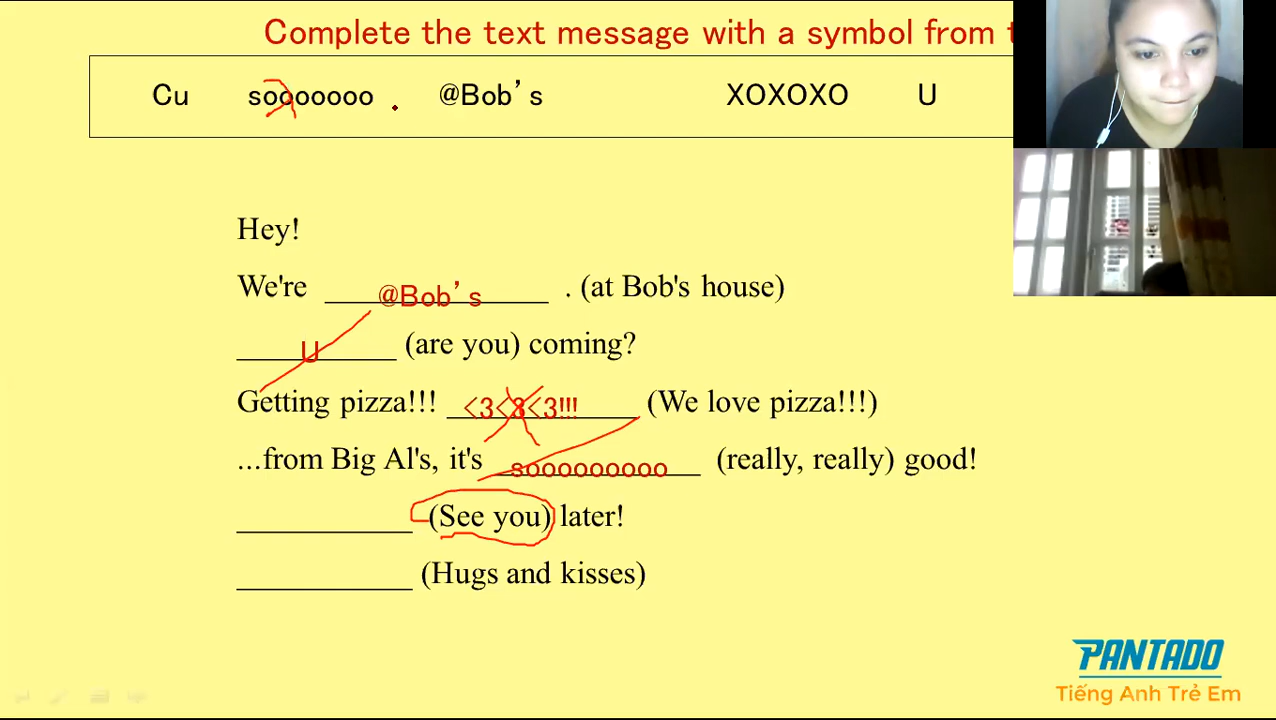 Complete the text message with a symbol from t
Cu soooooooo @Bob's XOXOXO U
Hey!
We're @Bob's . (at Bob's house)
U (are you) coming?
Getting pizza!!! <3<3<3!!! (We love pizza!!!)
...from Big Al's, it's sooooooooo (really, really) good!
(See you) later!
(Hugs and kisses)
PANTADO
Tiếng Anh Trẻ Em